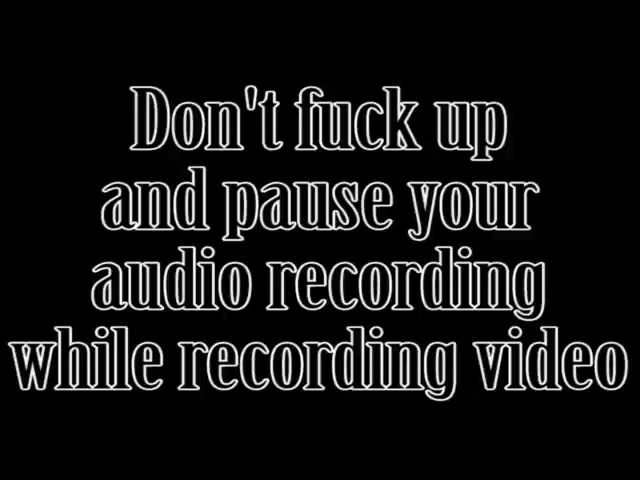 Don't fuck up
and pause your
audio recording
while recording video